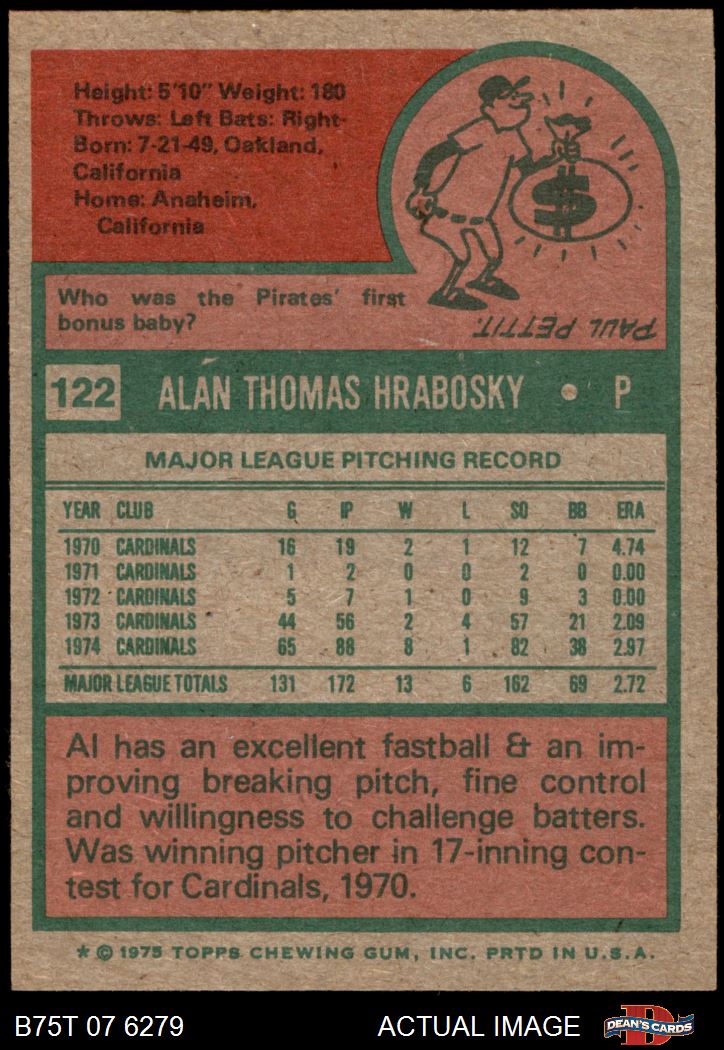 Height: 5'10" Weight: 180
Throws: Left Bats: Right
Born: 7-21-49, Oakland,
California
Home: Anaheim,
California
$
Who was the Pirates' first
bonus baby?
PAUL PETTIT.
122 ALAN THOMAS HRABOSKY • P
MAJOR LEAGUE PITCHING RECORD
YEAR CLUB G IP W L SO BB ERA
1970 CARDINALS 16 19 2 1 12 7 4.74
1971 CARDINALS 1 2 0 0 2 0 0.00
1972 CARDINALS 5 7 1 0 9 3 0.00
1973 CARDINALS 44 56 2 4 57 21 2.09
1974 CARDINALS 65 88 8 1 82 38 2.97
MAJOR LEAGUE TOTALS 131 172 13 6 162 69 2.72
Al has an excellent fastball & an im-
proving breaking pitch, fine control
and willingness to challenge batters.
Was winning pitcher in 17-inning con-
test for Cardinals, 1970.
* © 1975 TOPPS CHEWING GUM, INC. PRTD IN U.S.A.
B75T 07 6279 ACTUAL IMAGE D DEAN'S CARDS